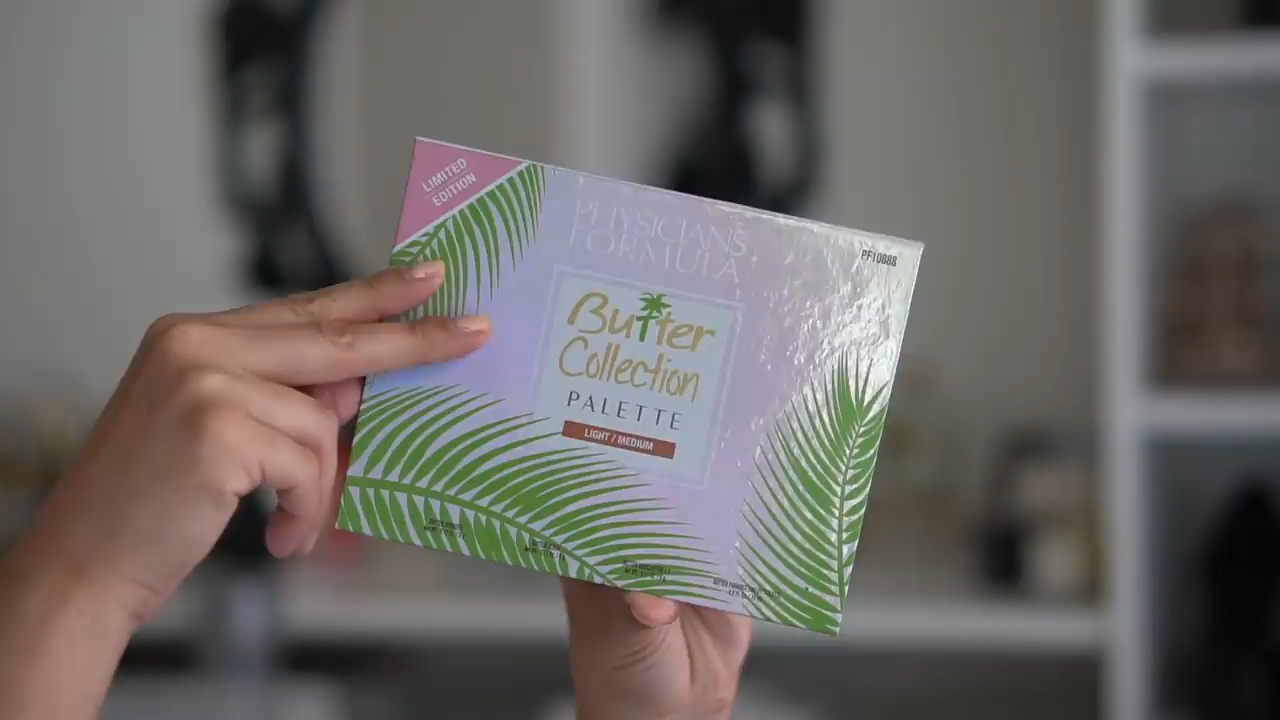 LIMITED
EDITION
PHYSICIANS
FORMULA
PF10888
Butter
Collection
PALETTE
LIGHT / MEDIUM